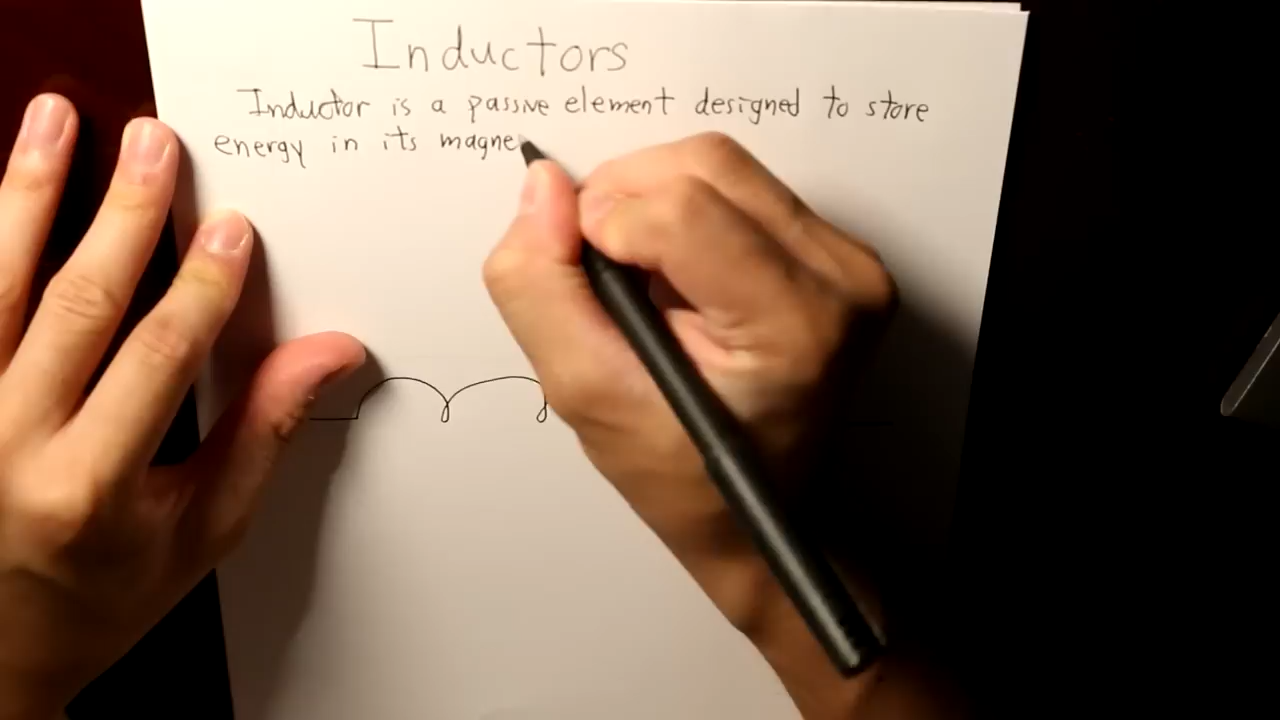 Inductors
Inductor is a passive element designed to store
energy in its magne